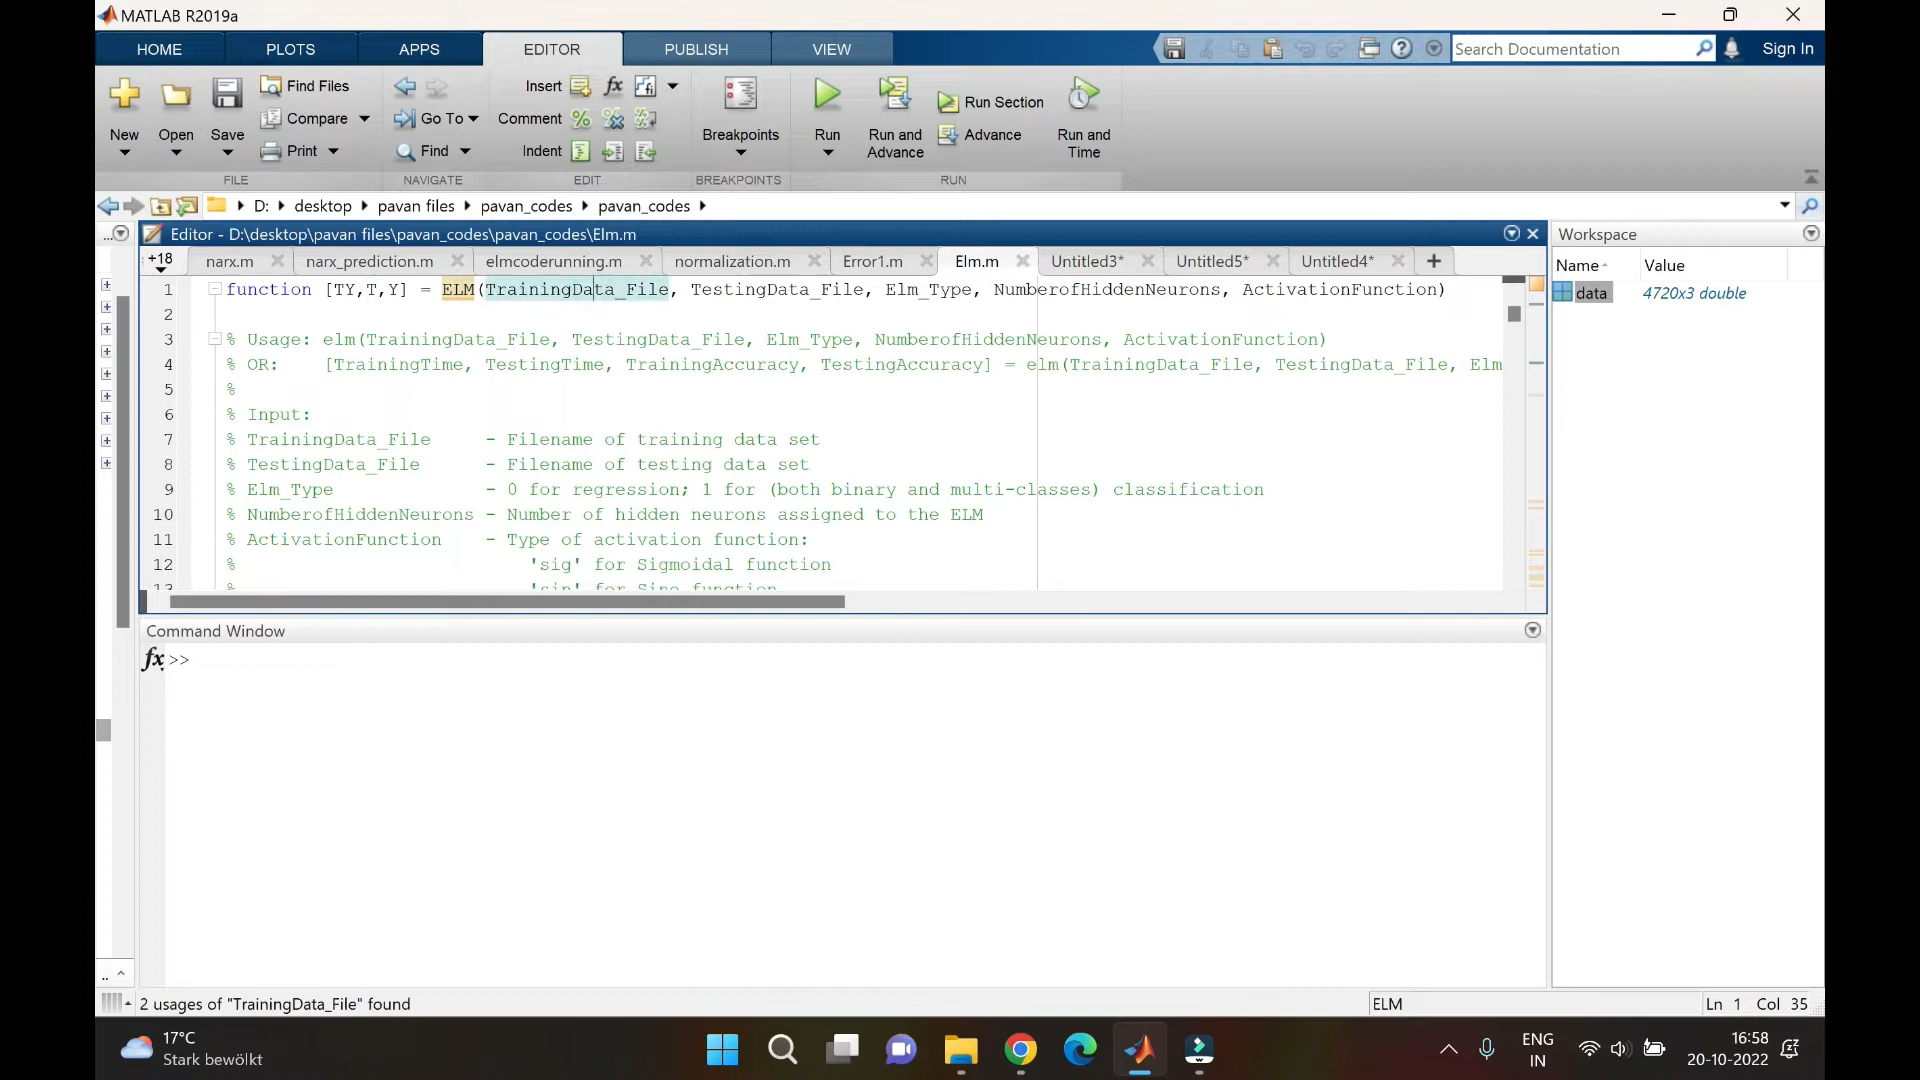 MATLAB R2019a
HOME PLOTS APPS EDITOR PUBLISH VIEW Search Documentation Sign In
New Open Save Find Files Compare Print
FILE
Go To Find
NAVIGATE
Insert fx
Comment
Indent
EDIT
Breakpoints
BREAKPOINTS
Run Run and Advance Run Section Advance Run and Time
RUN
D: desktop pavan files pavan_codes pavan_codes
Editor - D:\desktop\pavan files\pavan_codes\pavan_codes\Elm.m
+18 narx.m narx_prediction.m elmcoderunning.m normalization.m Error1.m Elm.m Untitled3* Untitled5* Untitled4* +
1 function [TY,T,Y] = ELM(TrainingData_File, TestingData_File, Elm_Type, NumberofHiddenNeurons, ActivationFunction)
2
3 % Usage: elm(TrainingData_File, TestingData_File, Elm_Type, NumberofHiddenNeurons, ActivationFunction)
4 % OR: [TrainingTime, TestingTime, TrainingAccuracy, TestingAccuracy] = elm(TrainingData_File, TestingData_File, Elm
5 %
6 % Input:
7 % TrainingData_File - Filename of training data set
8 % TestingData_File - Filename of testing data set
9 % Elm_Type - 0 for regression; 1 for (both binary and multi-classes) classification
10 % NumberofHiddenNeurons - Number of hidden neurons assigned to the ELM
11 % ActivationFunction - Type of activation function:
12 % 'sig' for Sigmoidal function
13 % 'sin' for Sine function
Workspace
Name Value
data 4720x3 double
Command Window
fx >>
2 usages of "TrainingData_File" found ELM Ln 1 Col 35
17°C
Stark bewölkt
ENG
IN
16:58
20-10-2022